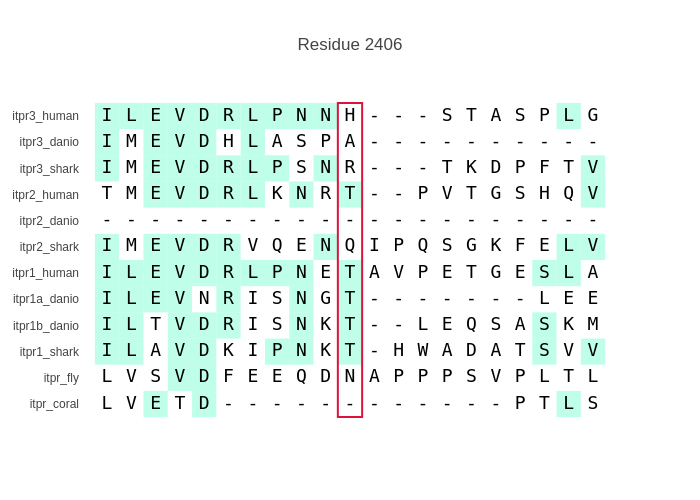 Residue 2406
itpr3_human I L E V D R L P N N H - - - S T A S P L G
itpr3_danio I M E V D H L A S P A - - - - - - - - - -
itpr3_shark I M E V D R L P S N R - - - T K D P F T V
itpr2_human T M E V D R L K N R T - - P V T G S H Q V
itpr2_danio - - - - - - - - - - - - - - - - - - - - -
itpr2_shark I M E V D R V Q E N Q I P Q S G K F E L V
itpr1_human I L E V D R L P N E T A V P E T G E S L A
itpr1a_danio I L E V N R I S N G T - - - - - - - L E E
itpr1b_danio I L T V D R I S N K T - - L E Q S A S K M
itpr1_shark I L A V D K I P N K T - H W A D A T S V V
itpr_fly L V S V D F E E Q D N A P P P S V P L T L
itpr_coral L V E T D - - - - - - - - - - - - P T L S